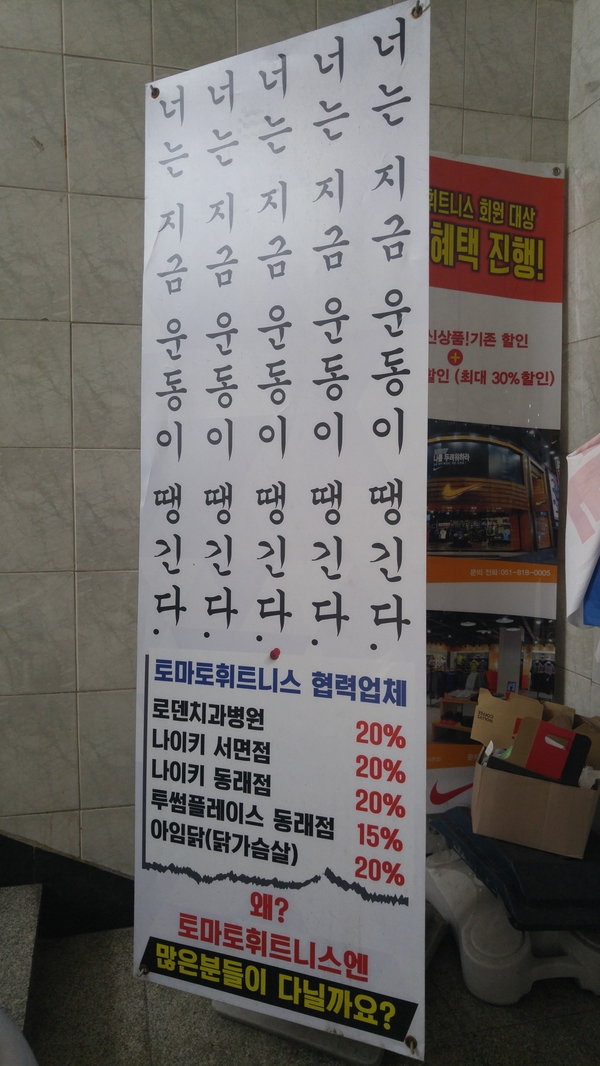 너는 지금 운동이 땡긴다.
너는 지금 운동이 땡긴다.
너는 지금 운동이 땡긴다.
너는 지금 운동이 땡긴다.
너는 지금 운동이 땡긴다.
토마토휘트니스 협력업체
로덴치과병원 20%
나이키 서면점 20%
나이키 동래점 20%
투썸플레이스 동래점 15%
아임닭(닭가슴살) 20%
왜?
토마토휘트니스엔
많은분들이 다닐까요?
휘트니스 회원 대상
혜택 진행!
신상품!기존 할인
+
할인 (최대 30%할인)
문의 전화:051-818-0005